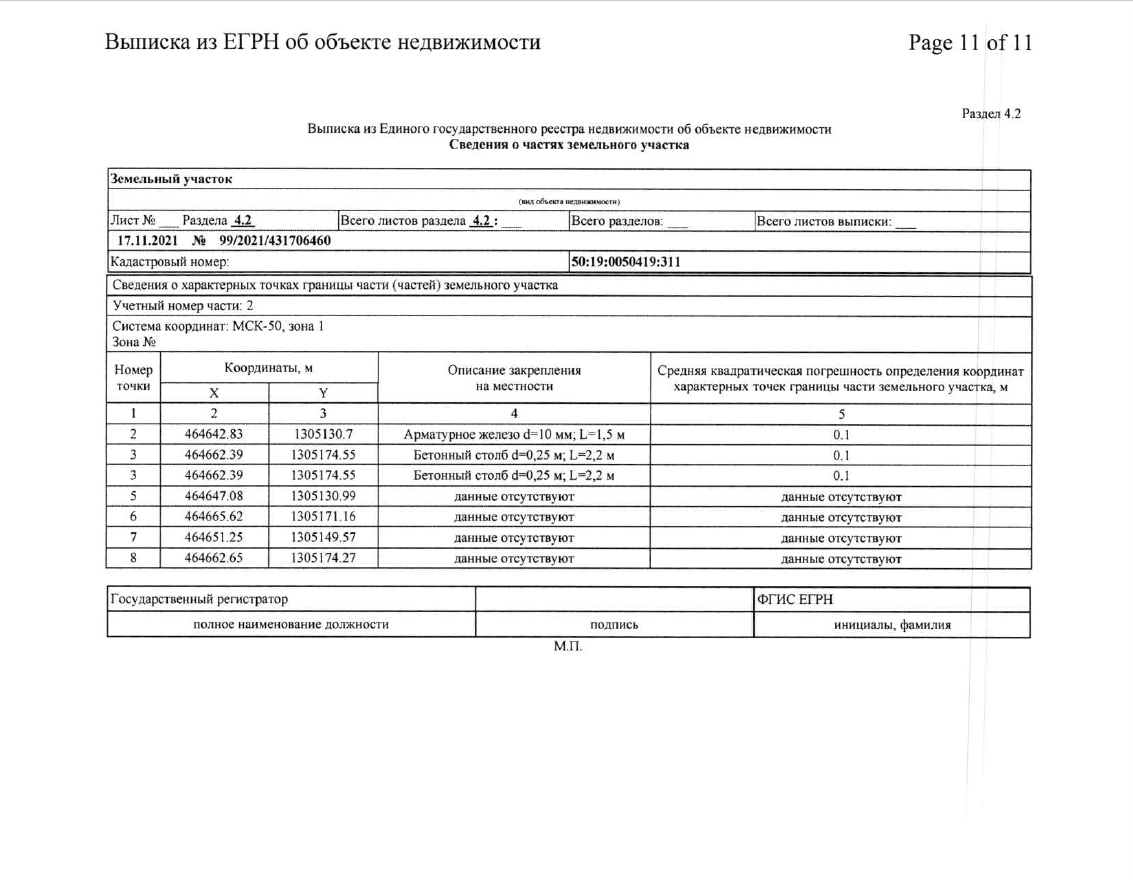 Выписка из ЕГРН об объекте недвижимости Page 11 of 11
Раздел 4.2
Выписка из Единого государственного реестра недвижимости об объекте недвижимости
Сведения о частях земельного участка
Земельный участок
(вид объекта недвижимости)
Лист № ___ Раздела 4.2 Всего листов раздела 4.2 : ___ Всего разделов: ___ Всего листов выписки: ___
17.11.2021 № 99/2021/431706460
Кадастровый номер: 50:19:0050419:311
Сведения о характерных точках границы части (частей) земельного участка
Учетный номер части: 2
Система координат: МСК-50, зона 1
Зона №
Номер точки Координаты, м Описание закрепления на местности Средняя квадратическая погрешность определения координат характерных точек границы части земельного участка, м
X Y
1 2 3 4 5
2 464642.83 1305130.7 Арматурное железо d=10 мм; L=1,5 м 0.1
3 464662.39 1305174.55 Бетонный столб d=0,25 м; L=2,2 м 0.1
3 464662.39 1305174.55 Бетонный столб d=0,25 м; L=2,2 м 0.1
5 464647.08 1305130.99 данные отсутствуют данные отсутствуют
6 464665.62 1305171.16 данные отсутствуют данные отсутствуют
7 464651.25 1305149.57 данные отсутствуют данные отсутствуют
8 464662.65 1305174.27 данные отсутствуют данные отсутствуют
Государственный регистратор ФГИС ЕГРН
полное наименование должности подпись инициалы, фамилия
М.П.